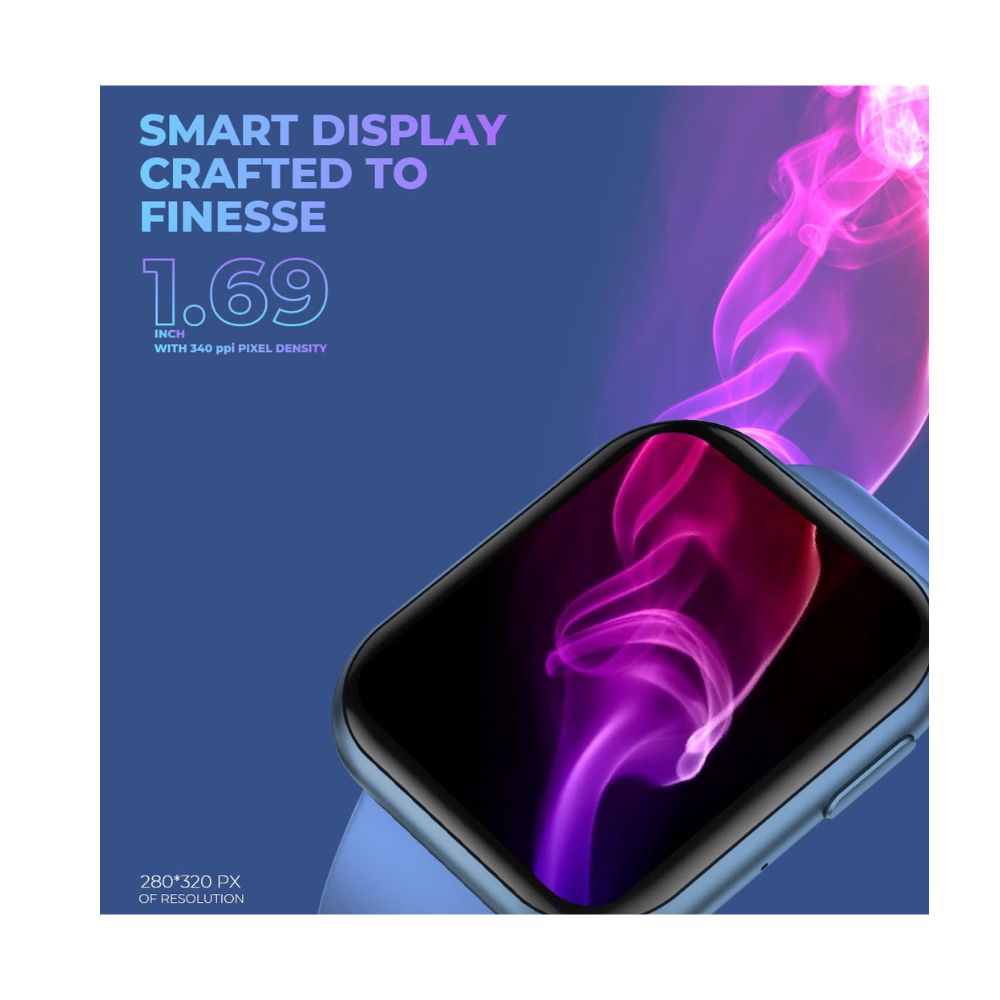 SMART DISPLAY
CRAFTED TO
FINESSE
1.69
INCH
WITH 340 ppi PIXEL DENSITY
280*320 PX
OF RESOLUTION